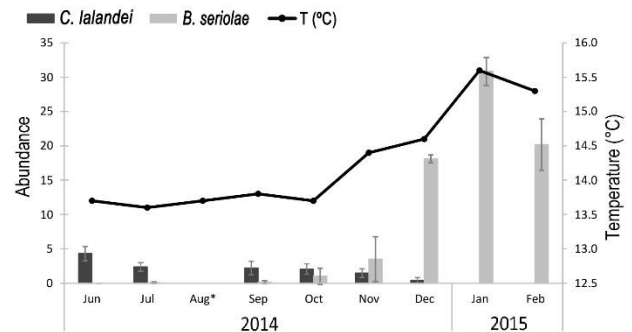 C. lalandei B. seriolae T (ºC)
35 16.0
30 15.5
25 15.0
20 14.5
15 14.0
10 13.5
5 13.0
0 12.5
Abundance
Temperature (°C)
Jun Jul Aug* Sep Oct Nov Dec Jan Feb
2014 2015